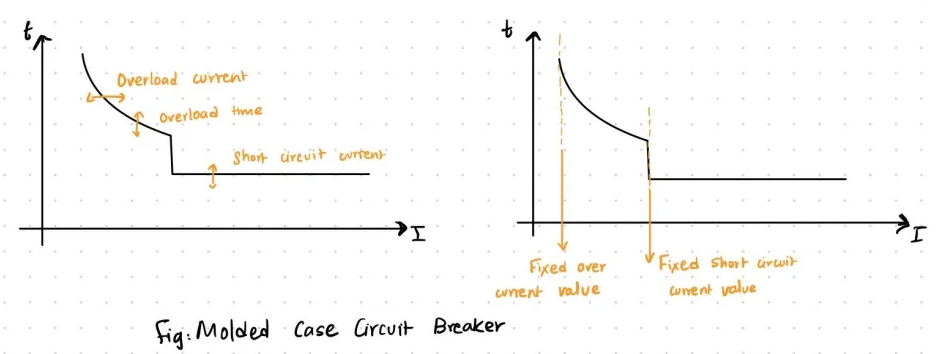 t
Overload current
Overload time
Short circuit current
I
t
I
Fixed over
current value
Fixed short circuit
current value
Fig: Molded Case Circuit Breaker